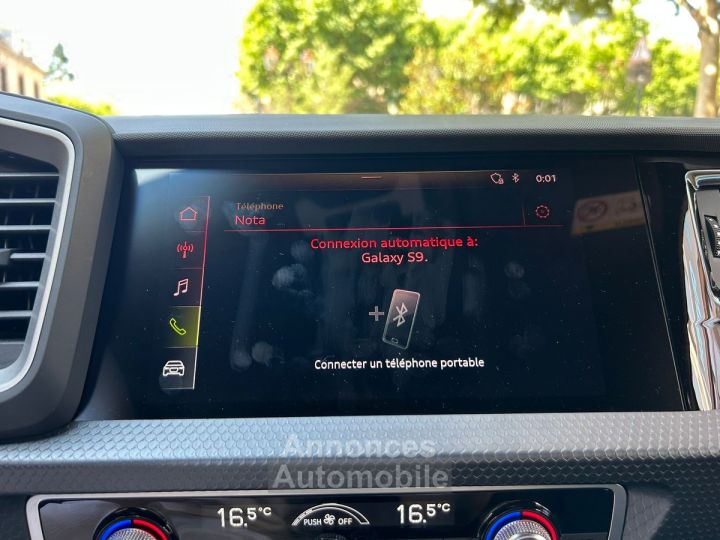 0:01
Téléphone
Nota
Connexion automatique à:
Galaxy S9.
Connecter un téléphone portable
Annonces
Automobile
16.5°C
PUSH OFF
16.5°C